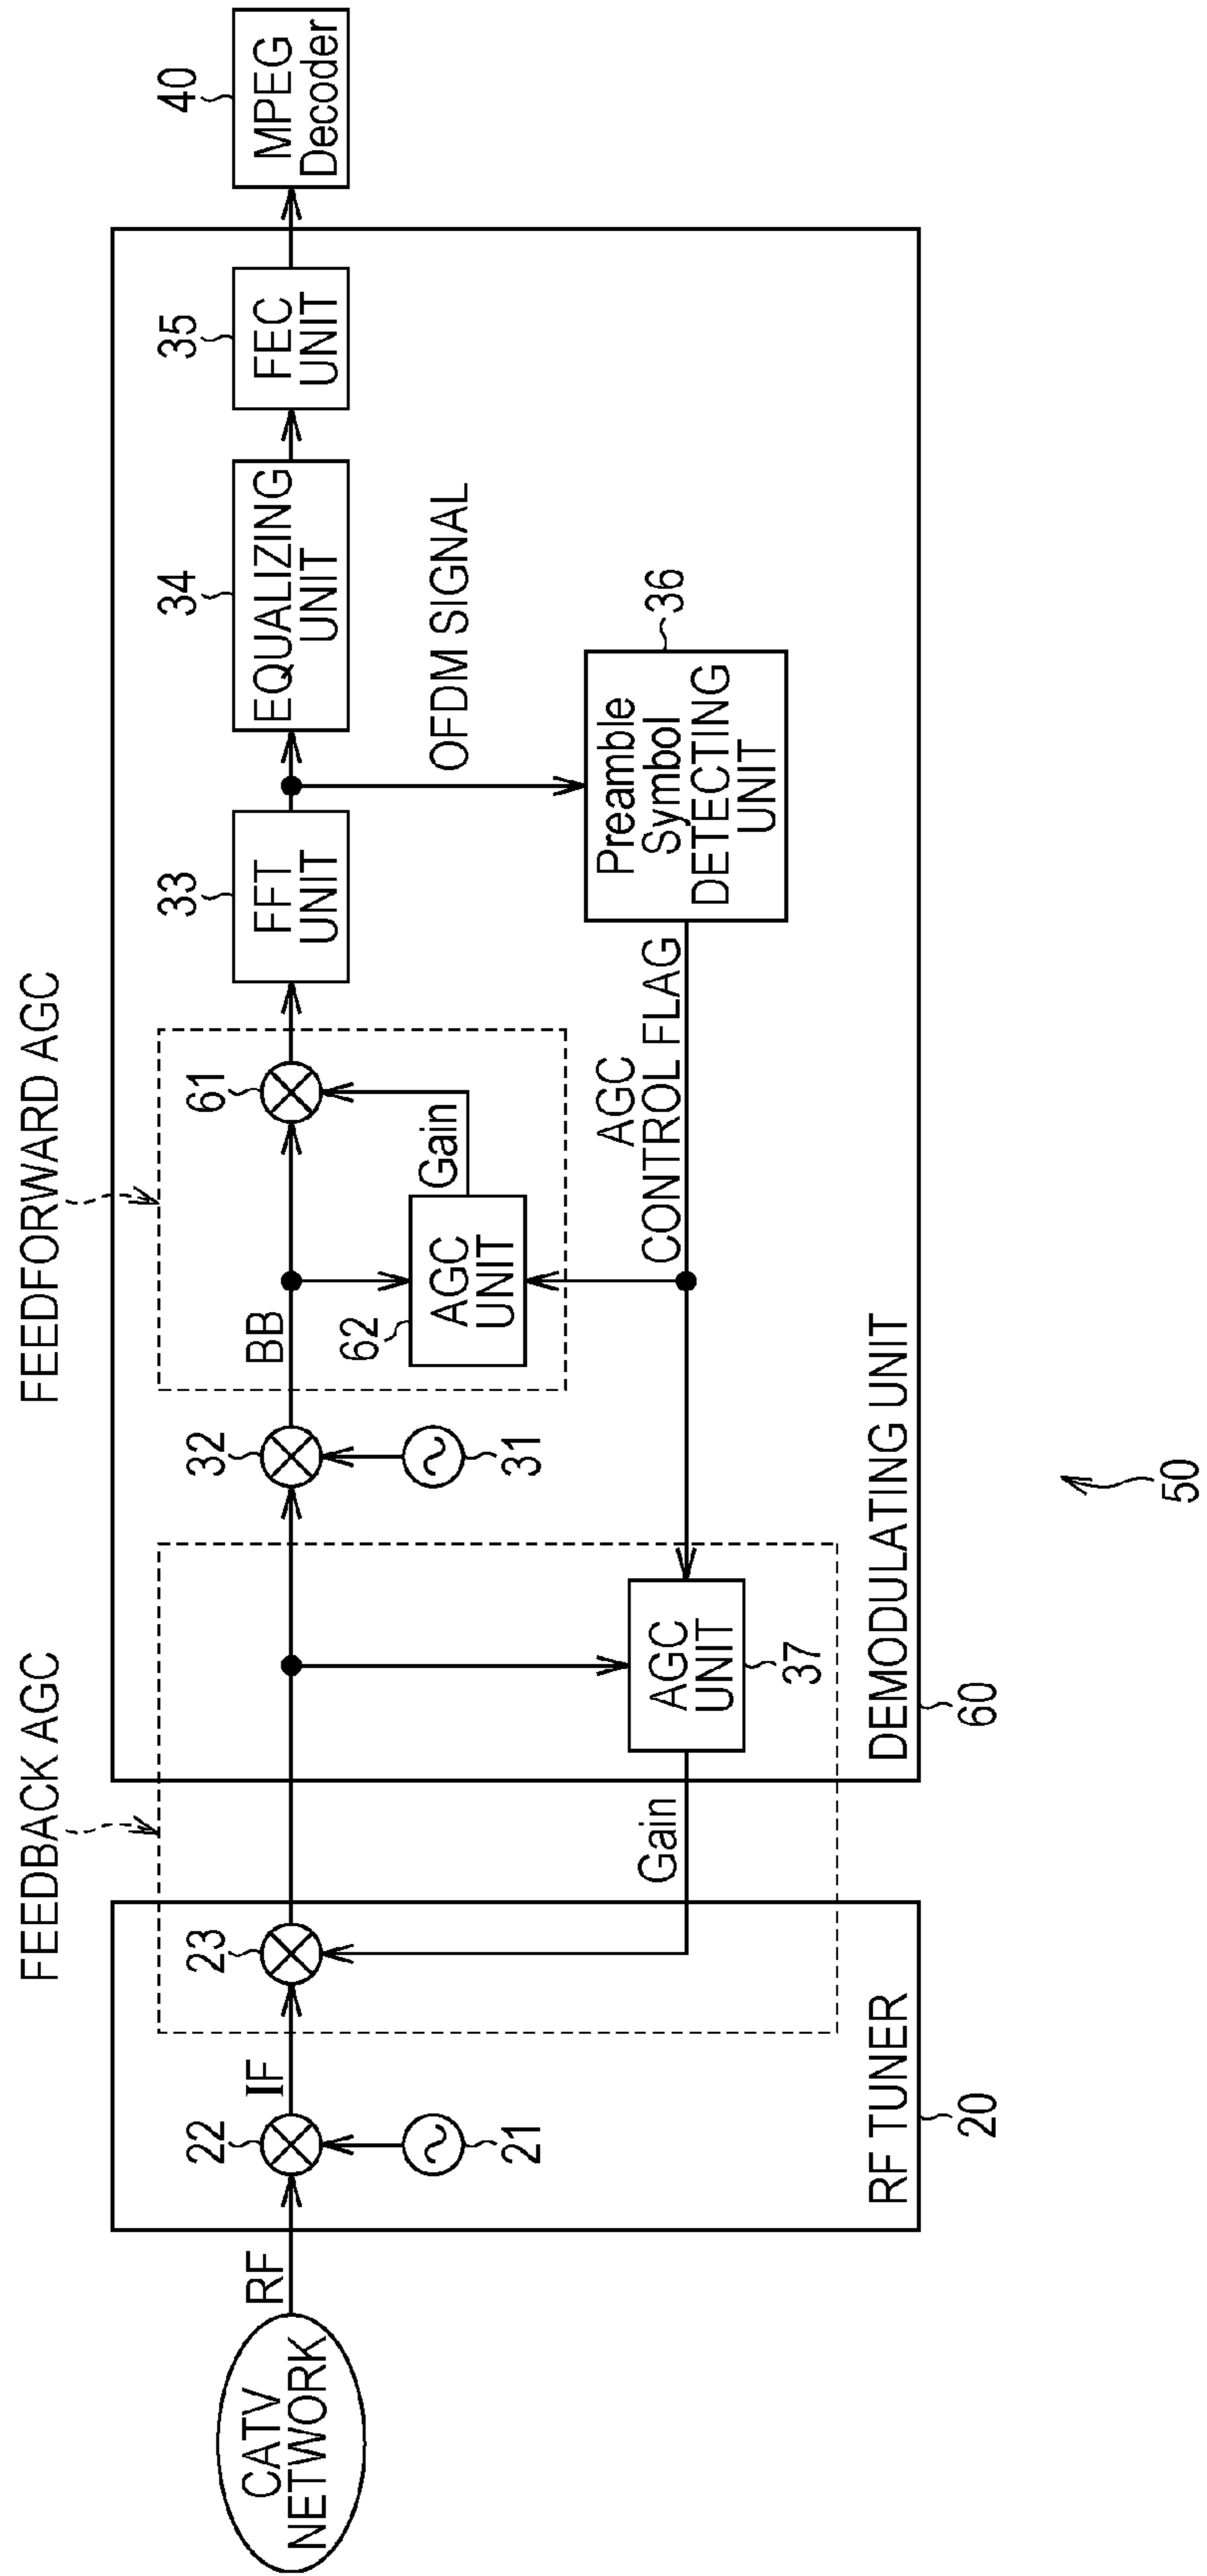 FEEDBACK AGC
FEEDFORWARD AGC
CATV
NETWORK
RF
22
IF
23
21
RF TUNER
20
Gain
AGC
UNIT
37
32
31
BB
62
AGC
UNIT
Gain
61
AGC
CONTROL FLAG
33
FFT
UNIT
OFDM SIGNAL
Preamble
Symbol
DETECTING
UNIT
36
34
EQUALIZING
UNIT
35
FEC
UNIT
40
MPEG
Decoder
DEMODULATING UNIT
60
50